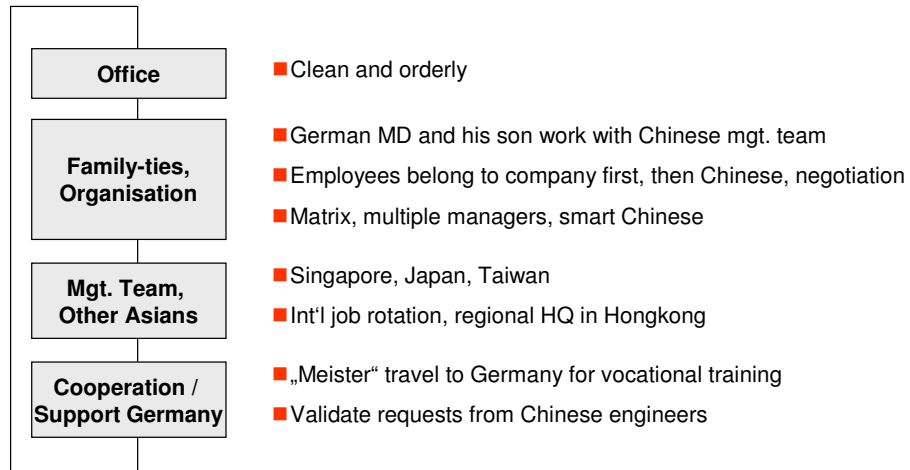 Office
Clean and orderly
Family-ties,
Organisation
German MD and his son work with Chinese mgt. team
Employees belong to company first, then Chinese, negotiation
Matrix, multiple managers, smart Chinese
Mgt. Team,
Other Asians
Singapore, Japan, Taiwan
Int‘l job rotation, regional HQ in Hongkong
Cooperation /
Support Germany
„Meister“ travel to Germany for vocational training
Validate requests from Chinese engineers